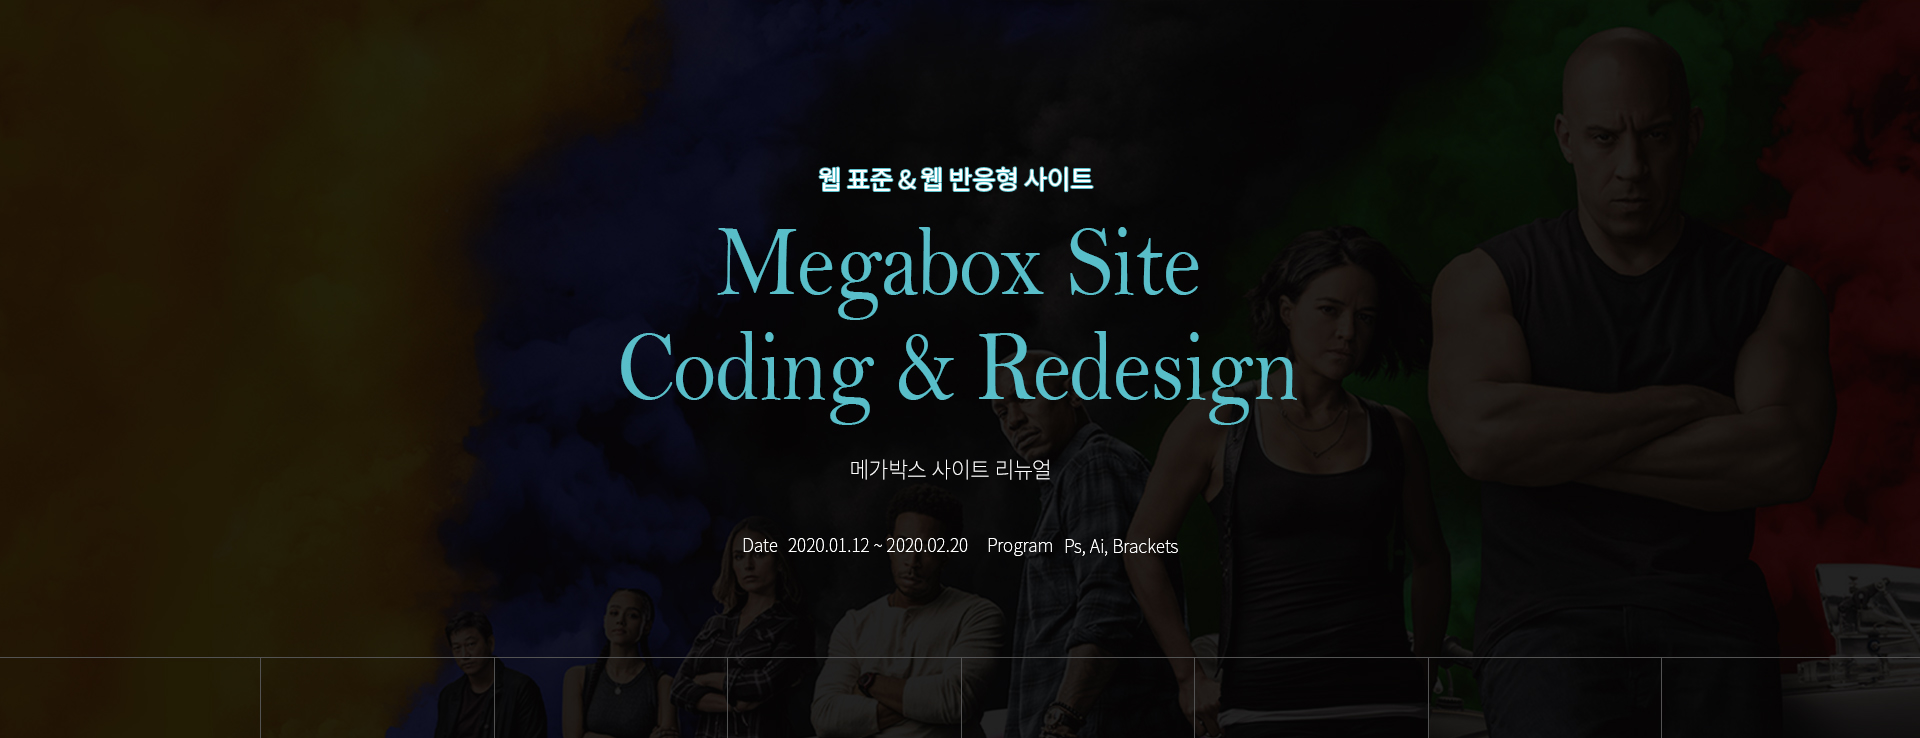 웹 표준 & 웹 반응형 사이트
Megabox Site
Coding & Redesign
메가박스 사이트 리뉴얼
Date 2020.01.12 ~ 2020.02.20 Program Ps, Ai, Brackets